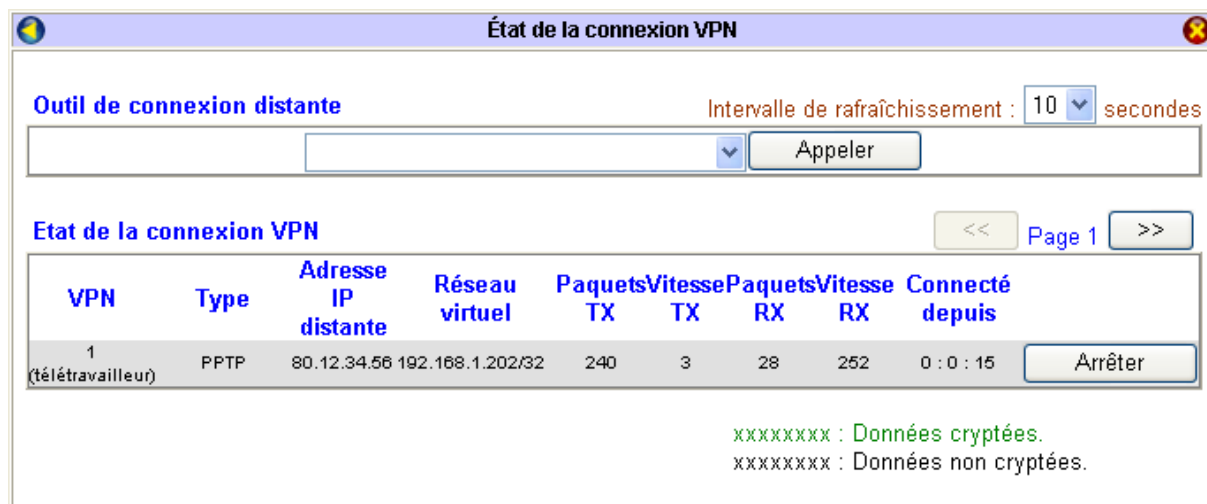 État de la connexion VPN
Outil de connexion distante
Intervalle de rafraîchissement : 10 secondes
Appeler
Etat de la connexion VPN
<< Page 1 >>
VPN Type Adresse IP distante Réseau virtuel Paquets TX Vitesse TX Paquets RX Vitesse RX Connecté depuis
1 (télétravailleur) PPTP 80.12.34.56 192.168.1.202/32 240 3 28 252 0 : 0 : 15 Arrêter
xxxxxxxx : Données cryptées.
xxxxxxxx : Données non cryptées.